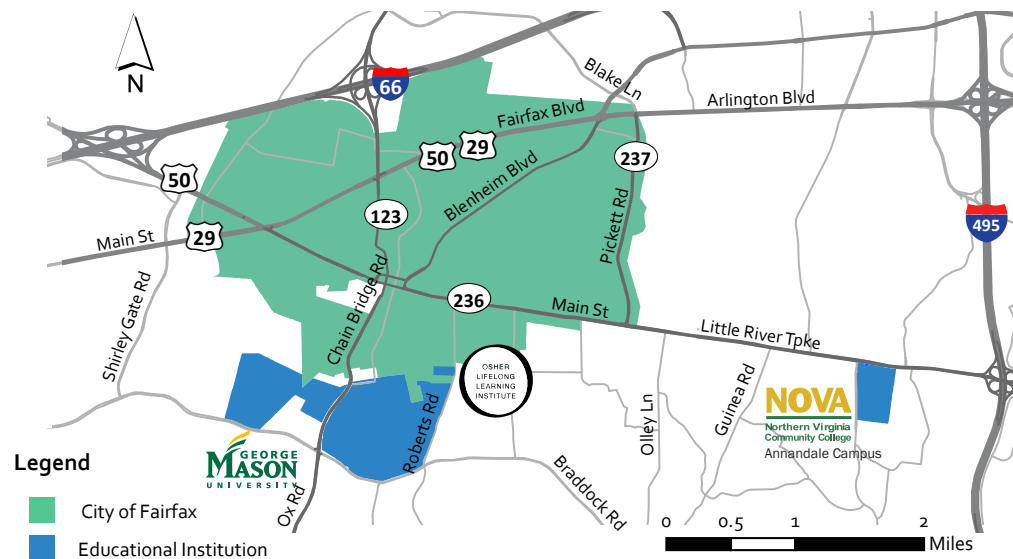 N
66
Blake Ln
Arlington Blvd
Fairfax Blvd
50
29
237
50
Blenheim Blvd
123
Pickett Rd
495
Main St
29
Shirley Gate Rd
Chain Bridge Rd
236
Main St
Little River Tpke
OSHER
LIFELONG
LEARNING
INSTITUTE
Guinea Rd
NOVA
Northern Virginia
Community College
Annandale Campus
Olley Ln
Roberts Rd
GEORGE
MASON
UNIVERSITY
Braddock Rd
Ox Rd
Legend
City of Fairfax
Educational Institution
0 0.5 1 2
Miles